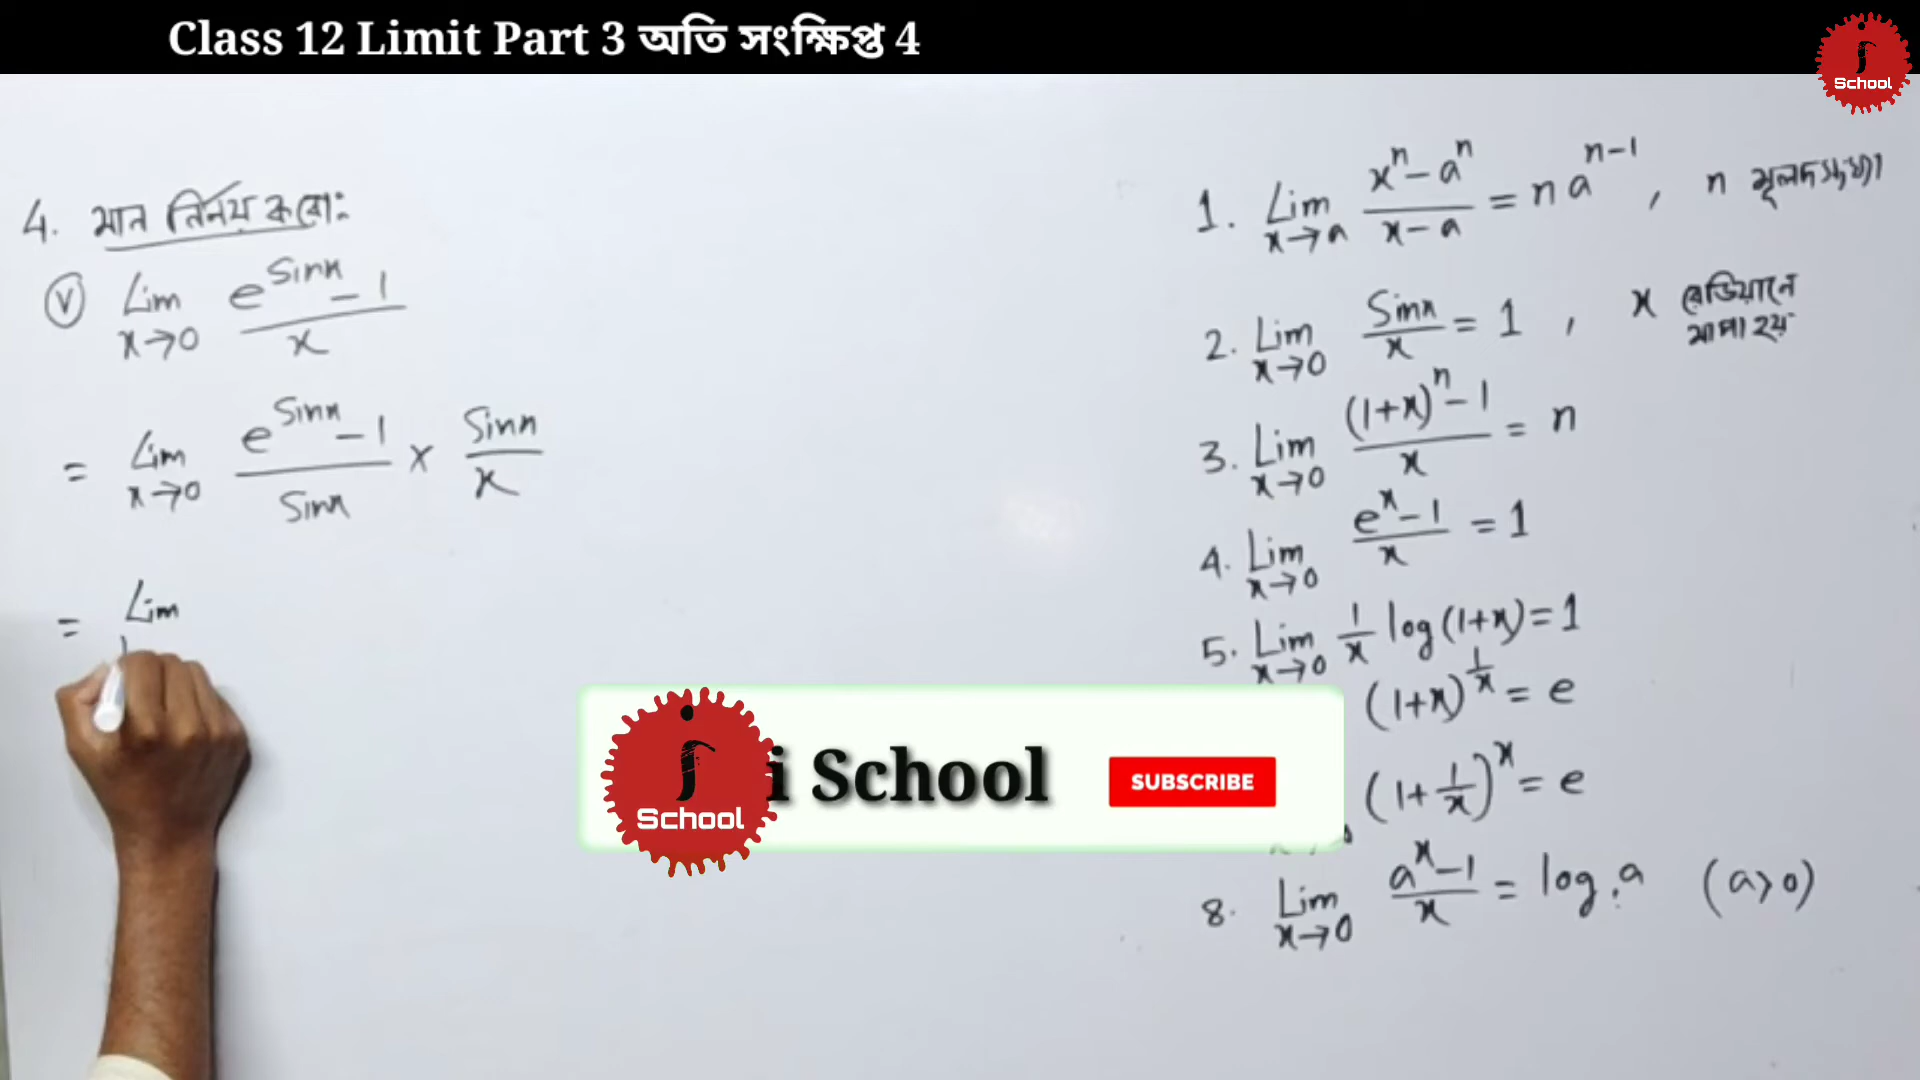 Class 12 Limit Part 3 অতি সংক্ষিপ্ত 4
School
4. মান নির্নয় করো:
(v) Lim x→0 (e^Sinx - 1)/x
= Lim x→0 (e^Sinx - 1)/Sinx × Sinx/x
= Lim
1. Lim x→a (x^n - a^n)/(x - a) = n a^(n-1), n মূলদসংখ্যা
2. Lim x→0 Sinx/x = 1, x রেডিয়ানে মাপা হয়
3. Lim x→0 ((1+x)^n - 1)/x = n
4. Lim x→0 (e^x - 1)/x = 1
5. Lim x→0 1/x log(1+x) = 1
(1+x)^(1/x) = e
(1 + 1/x)^x = e
8. Lim x→0 (a^x - 1)/x = log a (a>0)
School
i School
SUBSCRIBE